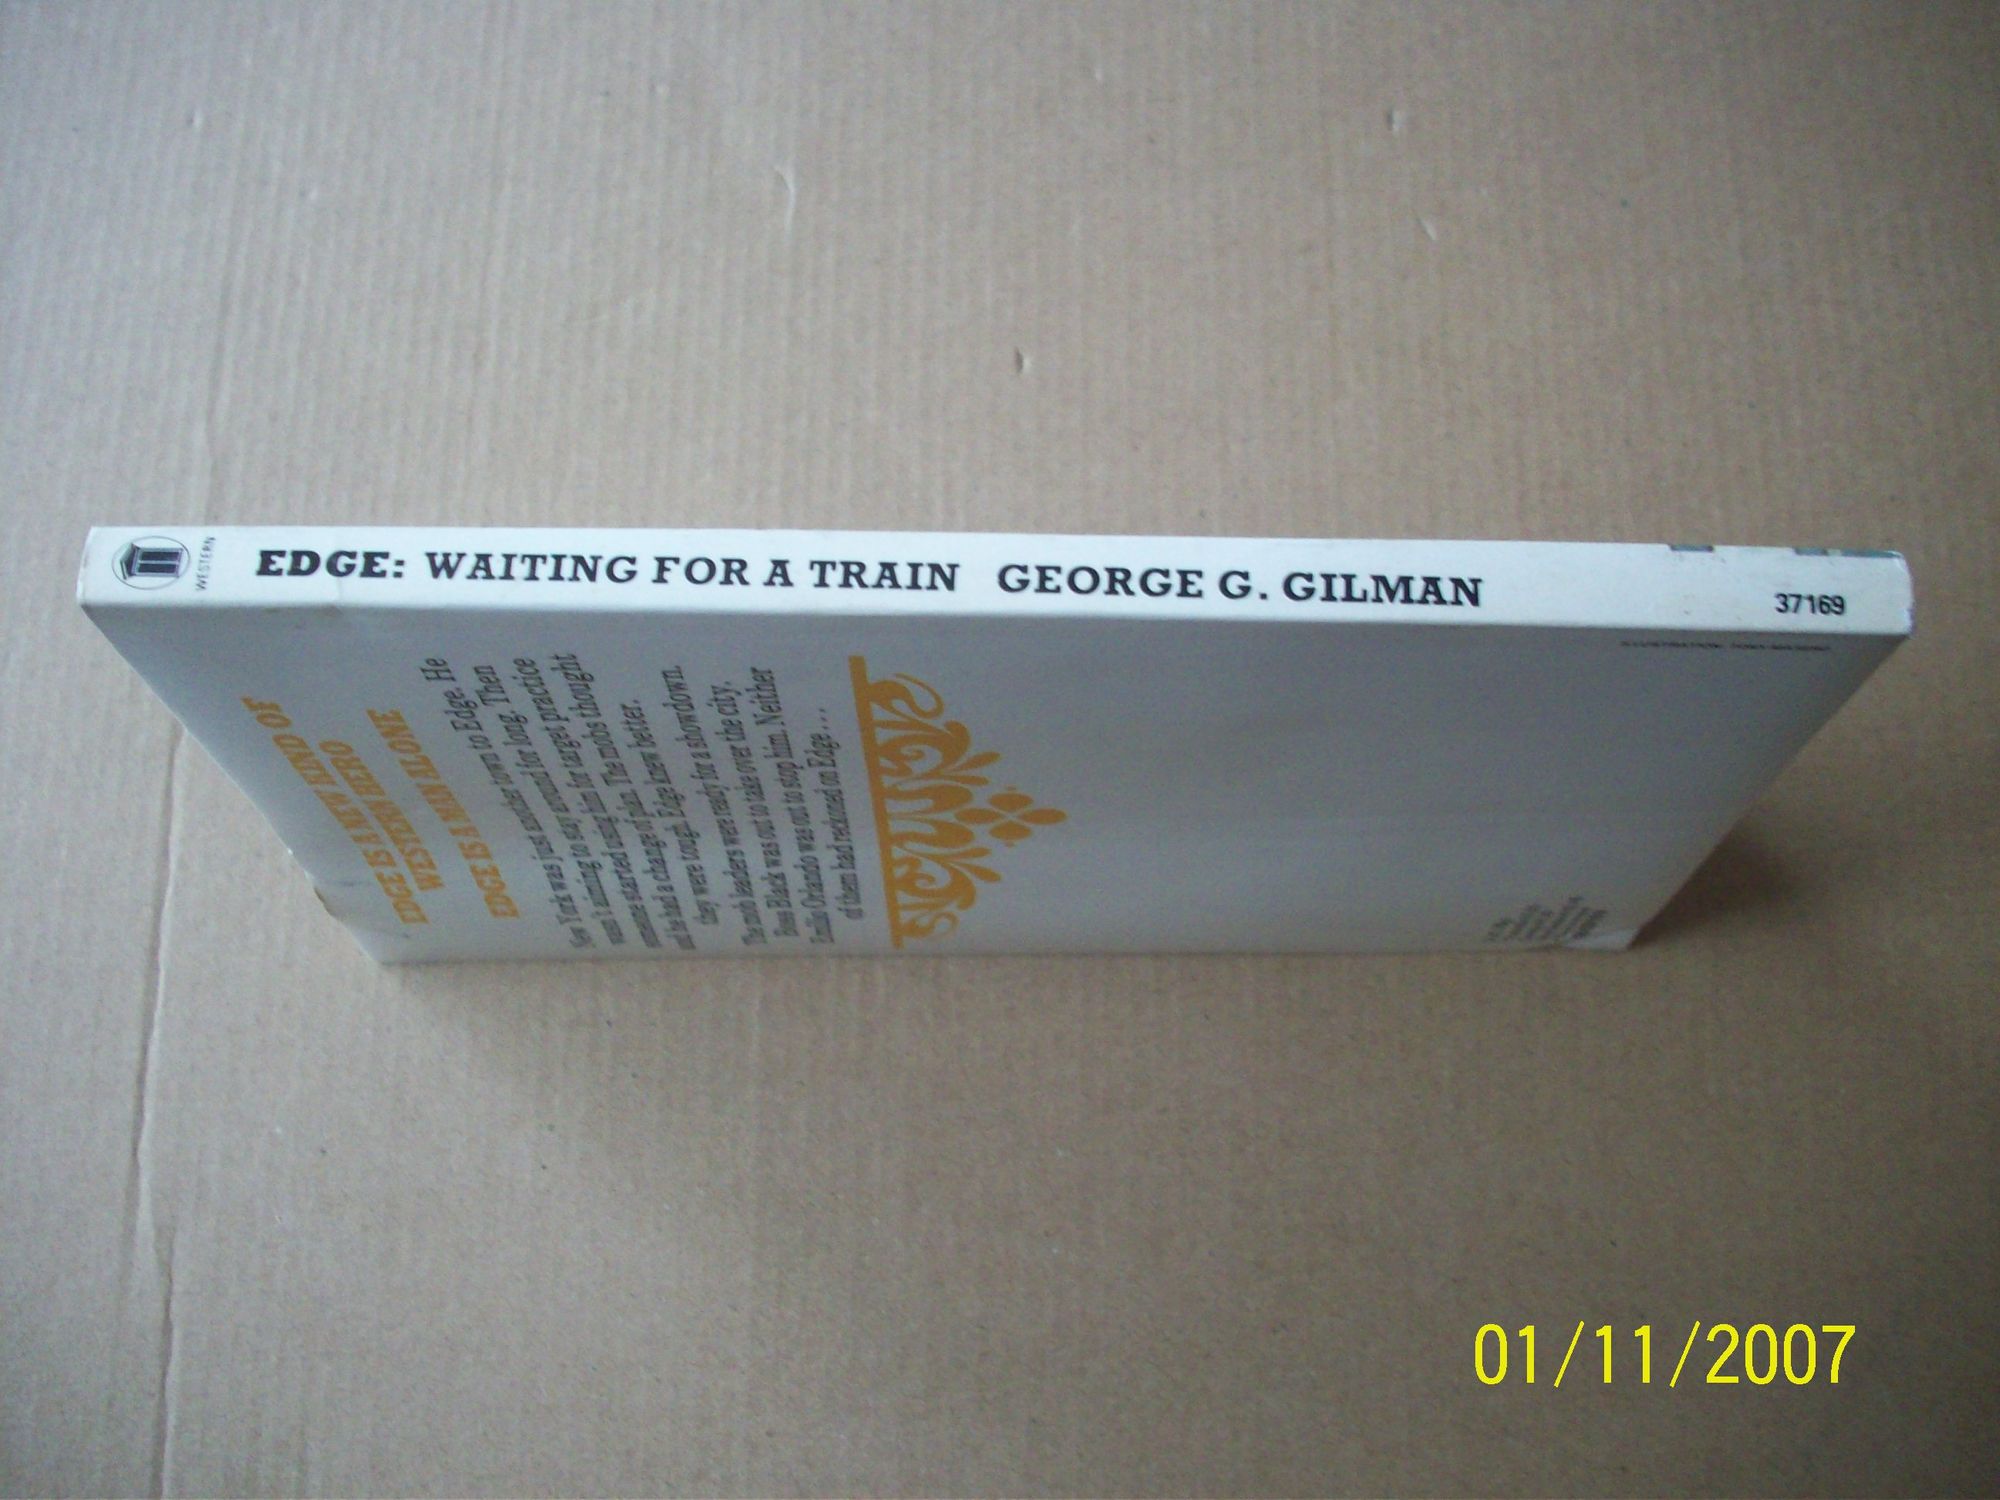 WESTERN
EDGE: WAITING FOR A TRAIN GEORGE G. GILMAN
37169
EDGE IS A NEW KIND OF
WESTERN HERO
WESTERN ALONE
EDGE IS A MAN ALONE
New York was just another town to Edge. He
wasn't aiming to stay around for long. Then
someone started using him for target practice
and he had a change of plan. The mobs thought
they were tough. Edge knew better.
The mob leaders were ready for a showdown.
Boss Black was out to take over the city.
Emilio Orlando was out to stop him. Neither
of them had reckoned on Edge . . .
01/11/2007